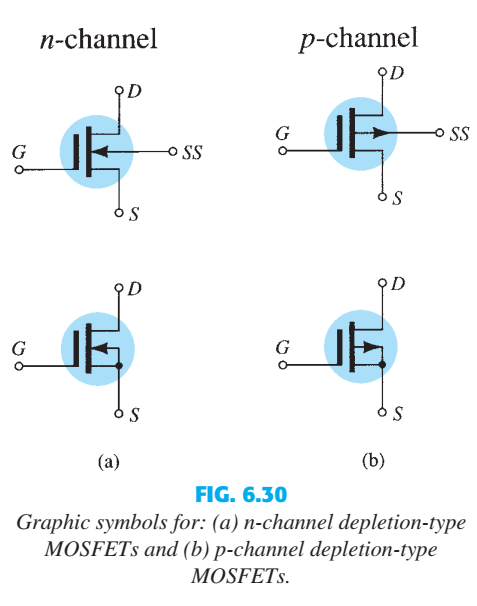 n-channel
p-channel
D
G
SS
S
D
G
SS
S
D
G
S
D
G
S
(a)
(b)
FIG. 6.30
Graphic symbols for: (a) n-channel depletion-type
MOSFETs and (b) p-channel depletion-type
MOSFETs.